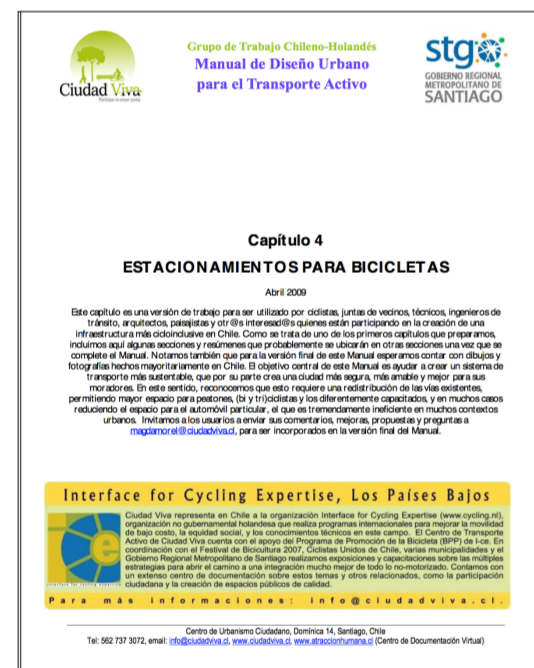 Grupo de Trabajo Chileno-Holandés
Manual de Diseño Urbano
para el Transporte Activo
Ciudad Viva
stg
GOBIERNO REGIONAL
METROPOLITANO DE
SANTIAGO
Capítulo 4
ESTACIONAMIENTOS PARA BICICLETAS
Abril 2009
Este capítulo es una versión de trabajo para ser utilizado por ciclistas, juntas de vecinos, técnicos, ingenieros de
tránsito, arquitectos, paisajistas y otr@s interesad@s quienes están participando en la creación de una
infraestructura más cicloinclusive en Chile. Como se trata de uno de los primeros capítulos que preparamos,
incluimos aquí algunas secciones y resúmenes que probablemente se ubicarán en otras secciones una vez que se
complete el Manual. Notamos también que para la versión final de este Manual esperamos contar con dibujos y
fotografías hechos mayoritariamente en Chile. El objetivo central de este Manual es ayudar a crear un sistema de
transporte más sustentable, que por su parte crea una ciudad más segura, más amable y mejor para sus
moradores. En este sentido, reconocemos que esto requiere una redistribución de las vías existentes,
permitiendo mayor espacio para peatones, (bi y tri)ciclistas y los diferentemente capacitados, y en muchos casos
reduciendo el espacio para el automóvil particular, el que es tremendamente ineficiente en muchos contextos
urbanos. Invitamos a los usuarios a enviar sus comentarios, mejoras, propuestas y preguntas a
magdamorel@ciudadviva.cl, para ser incorporados en la versión final del Manual.
Interface for Cycling Expertise, Los Países Bajos
Ciudad Viva representa en Chile a la organización Interface for Cycling Expertise (www.cycling.nl),
organización no gubernamental holandesa que realiza programas internacionales para mejorar la movilidad
de bajo costo, la equidad social, y los conocimientos técnicos en este campo. El Centro de Transporte
Activo de Ciudad Viva cuenta con el apoyo del Programa de Promoción de la Bicicleta (BPP) de I-ce. En
coordinación con el Festival de Bicicultura 2007, Ciclistas Unidos de Chile, varias municipalidades y el
Gobierno Regional Metropolitano de Santiago realizamos exposiciones y capacitaciones sobre las múltiples
estrategias para abrir el camino a una integración mucho mejor de todo lo no-motorizado. Contamos con
un extenso centro de documentación sobre estos temas y otros relacionados, como la participación
ciudadana y la creación de espacios públicos de calidad.
interface for cycling expertise
Para más informaciones: info@ciudadviva.cl.
Centro de Urbanismo Ciudadano, Dominica 14, Santiago, Chile
Tel: 562 737 3072, email: info@ciudadviva.cl, www.ciudadviva.cl, www.atraccionhumana.cl (Centro de Documentación Virtual)